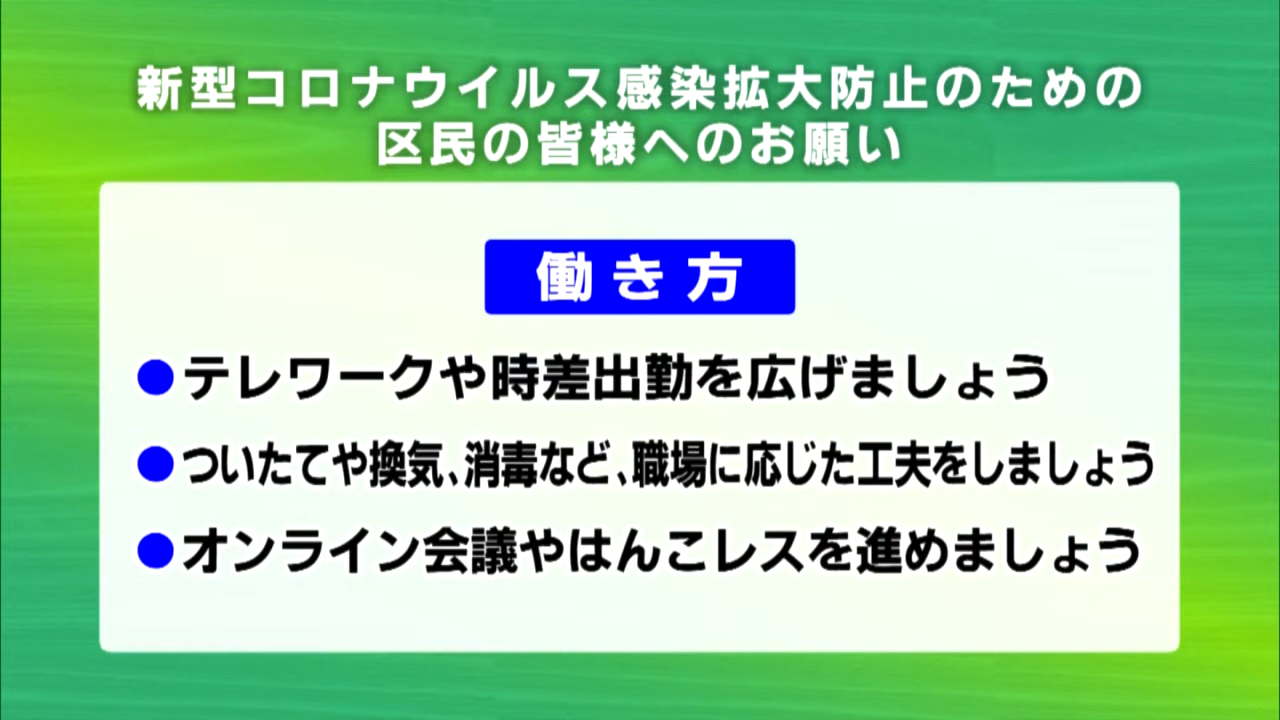 新型コロナウイルス感染拡大防止のための
区民の皆様へのお願い
働き方
●テレワークや時差出勤を広げましょう
●ついたてや換気、消毒など、職場に応じた工夫をしましょう
●オンライン会議やはんこレスを進めましょう